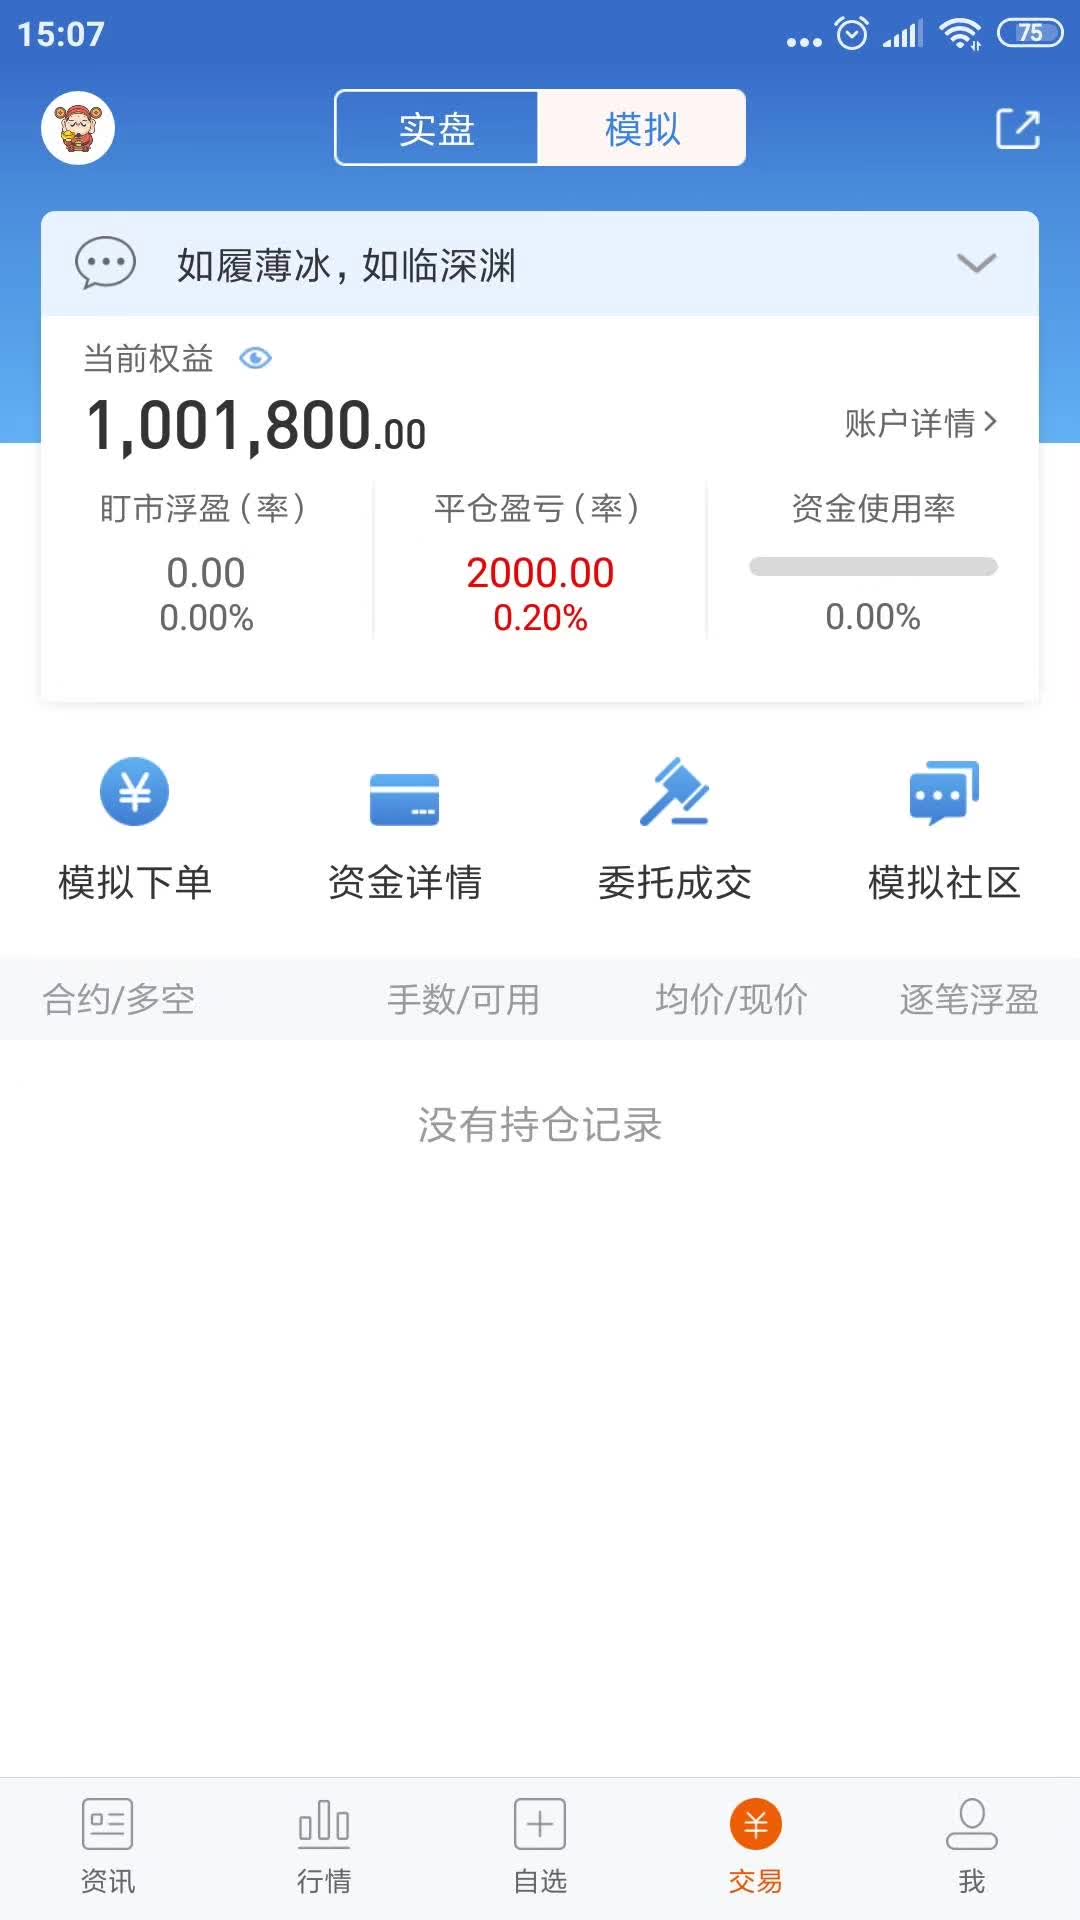 15:07
75
实盘
模拟
如履薄冰，如临深渊
当前权益
1,001,800.00
账户详情
盯市浮盈（率）
平仓盈亏（率）
资金使用率
0.00
2000.00
0.00%
0.20%
0.00%
模拟下单
资金详情
委托成交
模拟社区
合约/多空
手数/可用
均价/现价
逐笔浮盈
没有持仓记录
资讯
行情
自选
交易
我